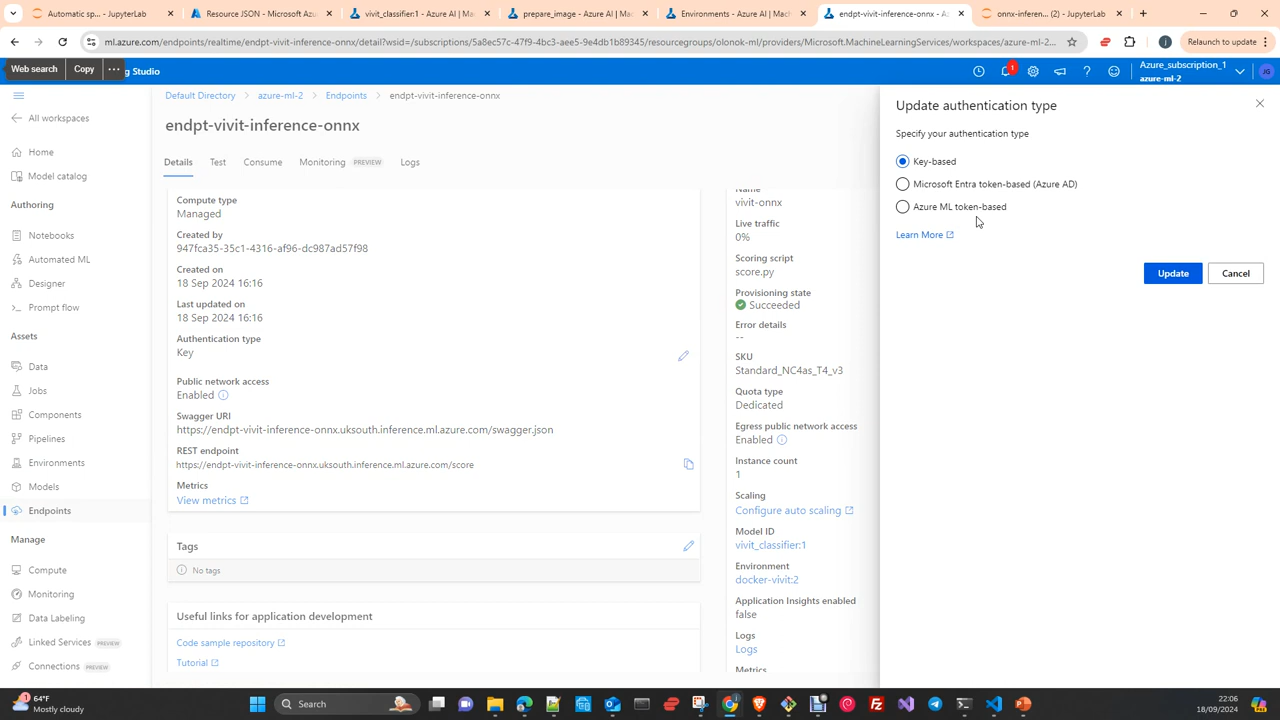 Automatic sp... - JupyterLab
Resource JSON - Microsoft Azu
vivit_classifier:1 - Azure AI | Mac
prepare_image - Azure AI | Mach
Environments - Azure AI | Machi
endpt-vivit-inference-onnx - Az
onnx-inferen... (2) - JupyterLab
ml.azure.com/endpoints/realtime/endpt-vivit-inference-onnx/detail?wsid=/subscriptions/5a8ec57c-47f9-4bc3-aee5-9e4db1b89345/resourcegroups/olonok-ml/providers/Microsoft.MachineLearningServices/workspaces/azure-ml-2...
Relaunch to update
Web search
Copy
g Studio
1
Azure_subscription_1
azure-ml-2
JG
All workspaces
Home
Model catalog
Authoring
Notebooks
Automated ML
Designer
Prompt flow
Assets
Data
Jobs
Components
Pipelines
Environments
Models
Endpoints
Manage
Compute
Monitoring
Data Labeling
Linked Services PREVIEW
Connections PREVIEW
Default Directory > azure-ml-2 > Endpoints > endpt-vivit-inference-onnx
endpt-vivit-inference-onnx
Details Test Consume Monitoring PREVIEW Logs
Compute type
Managed
Created by
947fca35-35c1-4316-af96-dc987ad57f98
Created on
18 Sep 2024 16:16
Last updated on
18 Sep 2024 16:16
Authentication type
Key
Public network access
Enabled
Swagger URI
https://endpt-vivit-inference-onnx.uksouth.inference.ml.azure.com/swagger.json
REST endpoint
https://endpt-vivit-inference-onnx.uksouth.inference.ml.azure.com/score
Metrics
View metrics
Tags
No tags
Useful links for application development
Code sample repository
Tutorial
Name
vivit-onnx
Live traffic
0%
Scoring script
score.py
Provisioning state
Succeeded
Error details
--
SKU
Standard_NC4as_T4_v3
Quota type
Dedicated
Egress public network access
Enabled
Instance count
1
Scaling
Configure auto scaling
Model ID
vivit_classifier:1
Environment
docker-vivit:2
Application Insights enabled
false
Logs
Logs
Metrics
Update authentication type
Specify your authentication type
Key-based
Microsoft Entra token-based (Azure AD)
Azure ML token-based
Learn More
Update
Cancel
1
64°F
Mostly cloudy
Search
22:06
18/09/2024